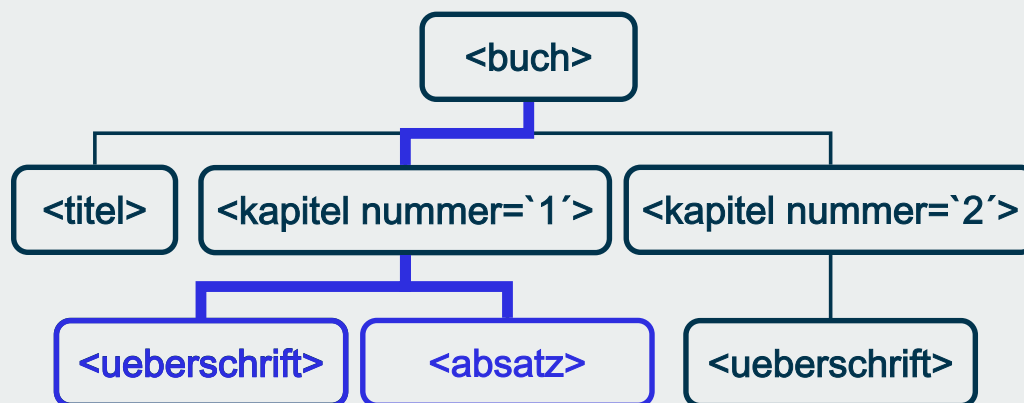 <buch>
<titel>
<kapitel nummer=`1´>
<kapitel nummer=`2´>
<ueberschrift>
<absatz>
<ueberschrift>